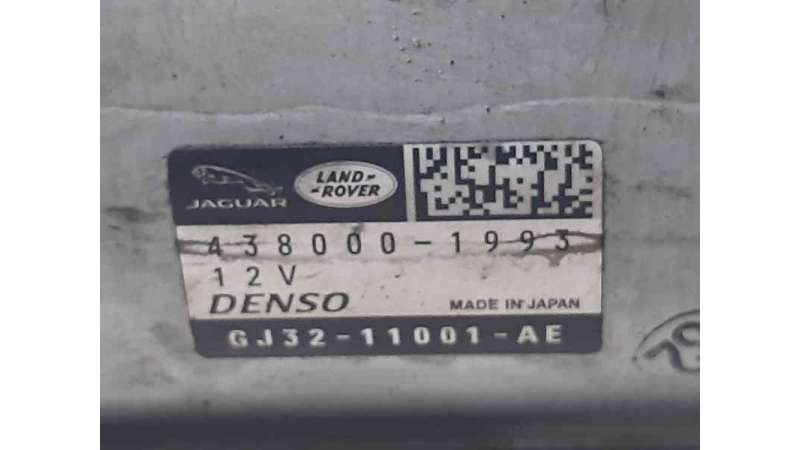 JAGUAR
LAND-
-ROVER
438000-1993
12V
DENSO
MADE IN JAPAN
GJ32-11001-AE